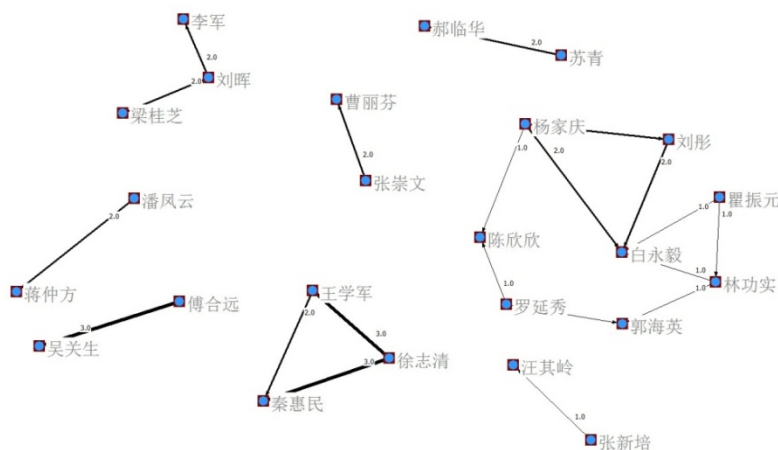 李军
郝临华
2.0
苏青
2.0
刘晖
2.0
梁桂芝
曹丽芬
2.0
张崇文
杨家庆
1.0
2.0
刘彤
2.0
潘凤云
2.0
瞿振元
1.0
1.0
陈欣欣
白永毅
1.0
林功实
1.0
蒋仲方
傅合远
3.0
吴关生
王学军
2.0
3.0
徐志清
3.0
秦惠民
1.0
罗延秀
郭海英
汪其岭
1.0
张新培